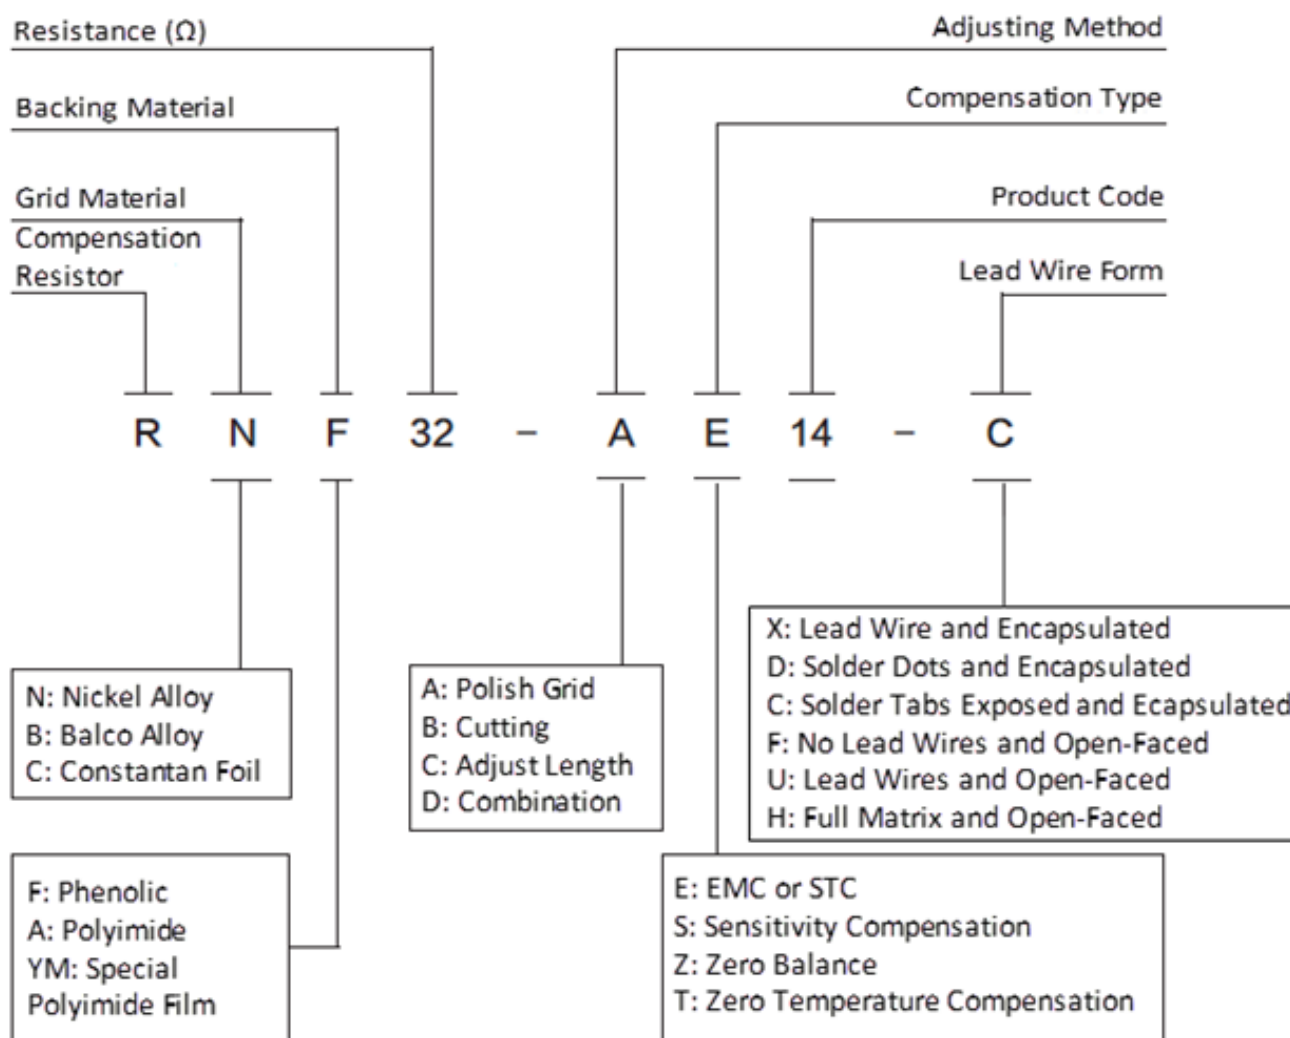 Resistance (Ω)
Adjusting Method
Backing Material
Compensation Type
Grid Material
Product Code
Compensation
Resistor
Lead Wire Form
R N F 32 – A E 14 – C
N: Nickel Alloy
B: Balco Alloy
C: Constantan Foil
A: Polish Grid
B: Cutting
C: Adjust Length
D: Combination
X: Lead Wire and Encapsulated
D: Solder Dots and Encapsulated
C: Solder Tabs Exposed and Ecapsulated
F: No Lead Wires and Open-Faced
U: Lead Wires and Open-Faced
H: Full Matrix and Open-Faced
F: Phenolic
A: Polyimide
YM: Special
Polyimide Film
E: EMC or STC
S: Sensitivity Compensation
Z: Zero Balance
T: Zero Temperature Compensation